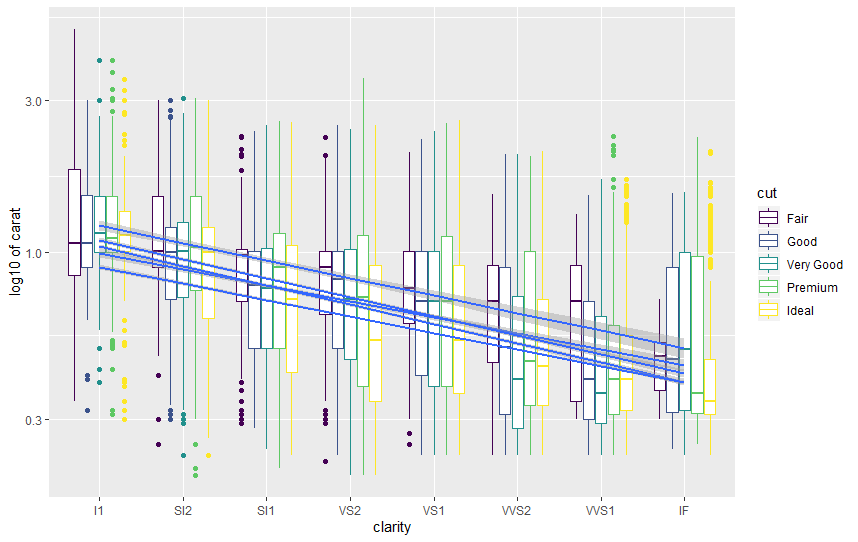 log10 of carat
3.0
1.0
0.3
I1
SI2
SI1
VS2
VS1
VVS2
VVS1
IF
clarity
cut
Fair
Good
Very Good
Premium
Ideal